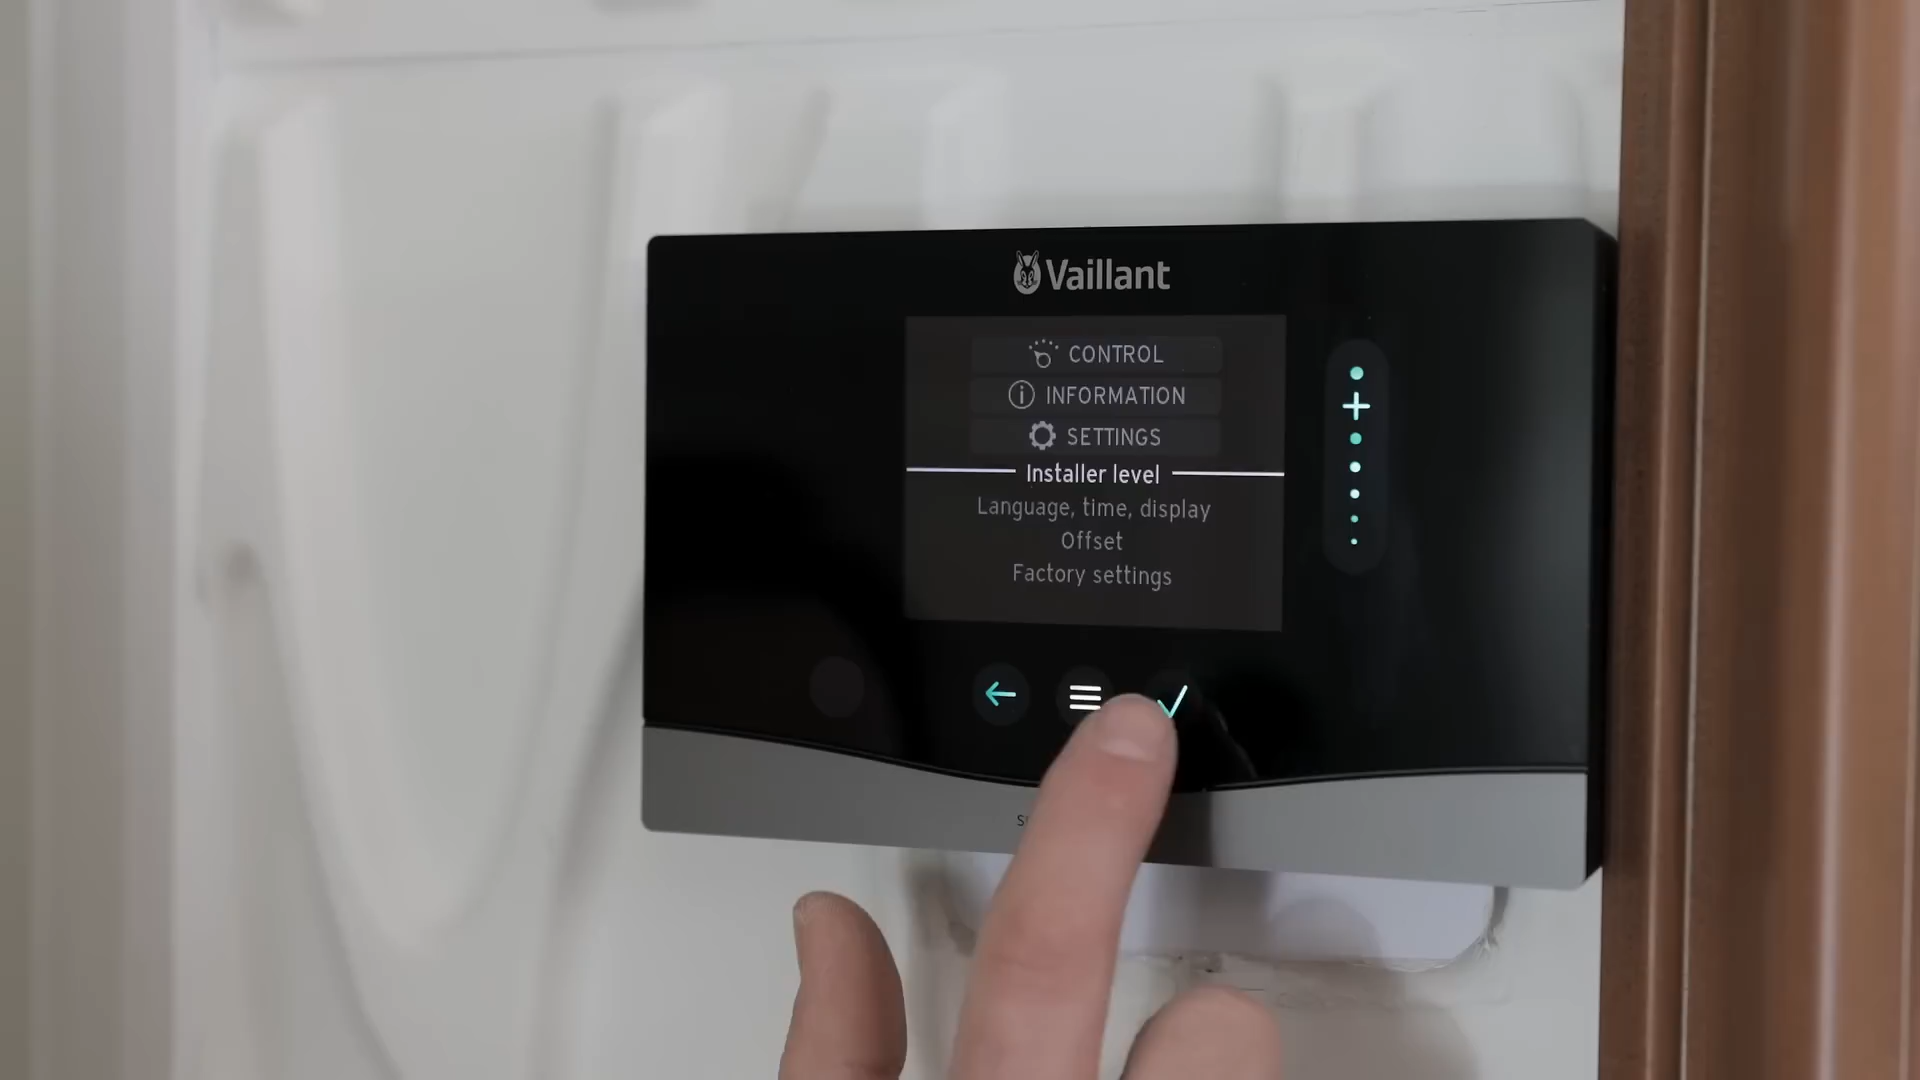 Vaillant
CONTROL
INFORMATION
SETTINGS
Installer level
Language, time, display
Offset
Factory settings